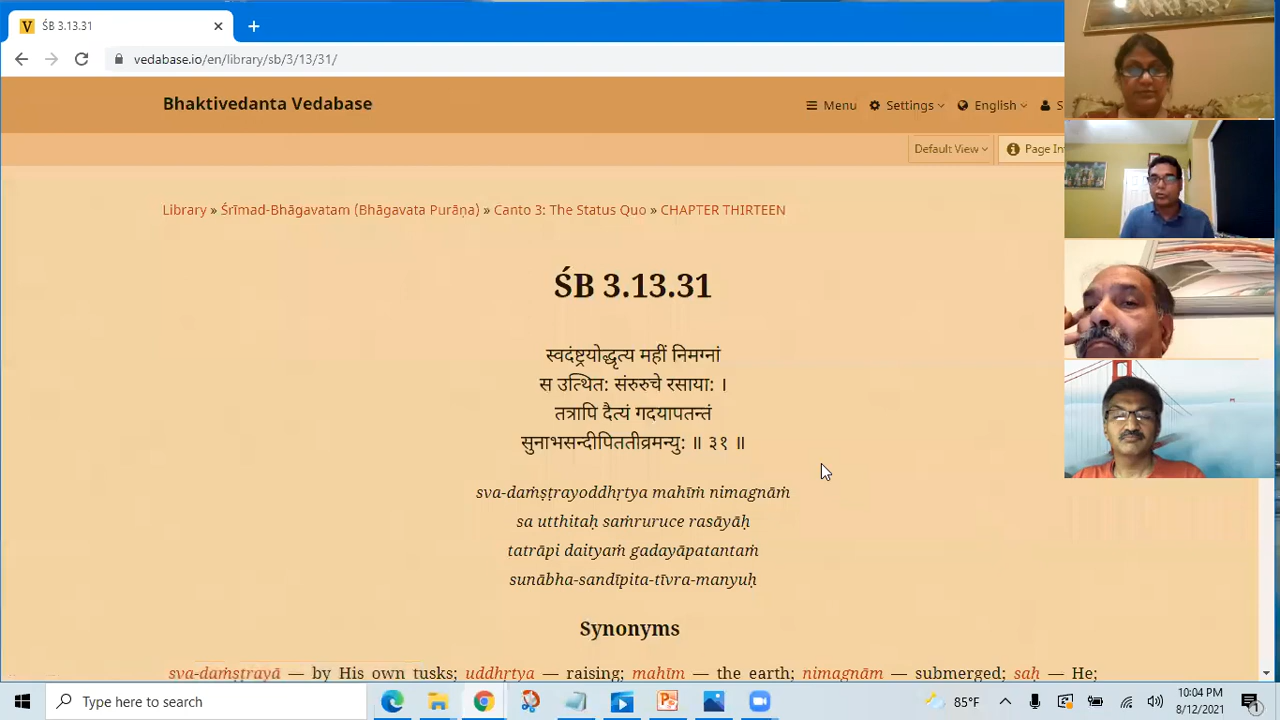 ŚB 3.13.31
vedabase.io/en/library/sb/3/13/31/
Bhaktivedanta Vedabase
Menu Settings English S
Default View Page In
Library » Śrīmad-Bhāgavatam (Bhāgavata Purāṇa) » Canto 3: The Status Quo » CHAPTER THIRTEEN
ŚB 3.13.31
स्वदंष्ट्रयोद्धृत्य महीं निमग्नां
स उत्थित: संरुरुचे रसाया: ।
तत्रापि दैत्यं गदयापतन्तं
सुनाभसन्दीपिततीव्रमन्यु: ॥ ३१ ॥
sva-daṁṣṭrayoddhṛtya mahīṁ nimagnāṁ
sa utthitaḥ saṁruruce rasāyāḥ
tatrāpi daityaṁ gadayāpatantaṁ
sunābha-sandīpita-tīvra-manyuḥ
Synonyms
sva-daṁṣṭrayā — by His own tusks; uddhṛtya — raising; mahīm — the earth; nimagnām — submerged; saḥ — He;
Type here to search
85°F
10:04 PM
8/12/2021